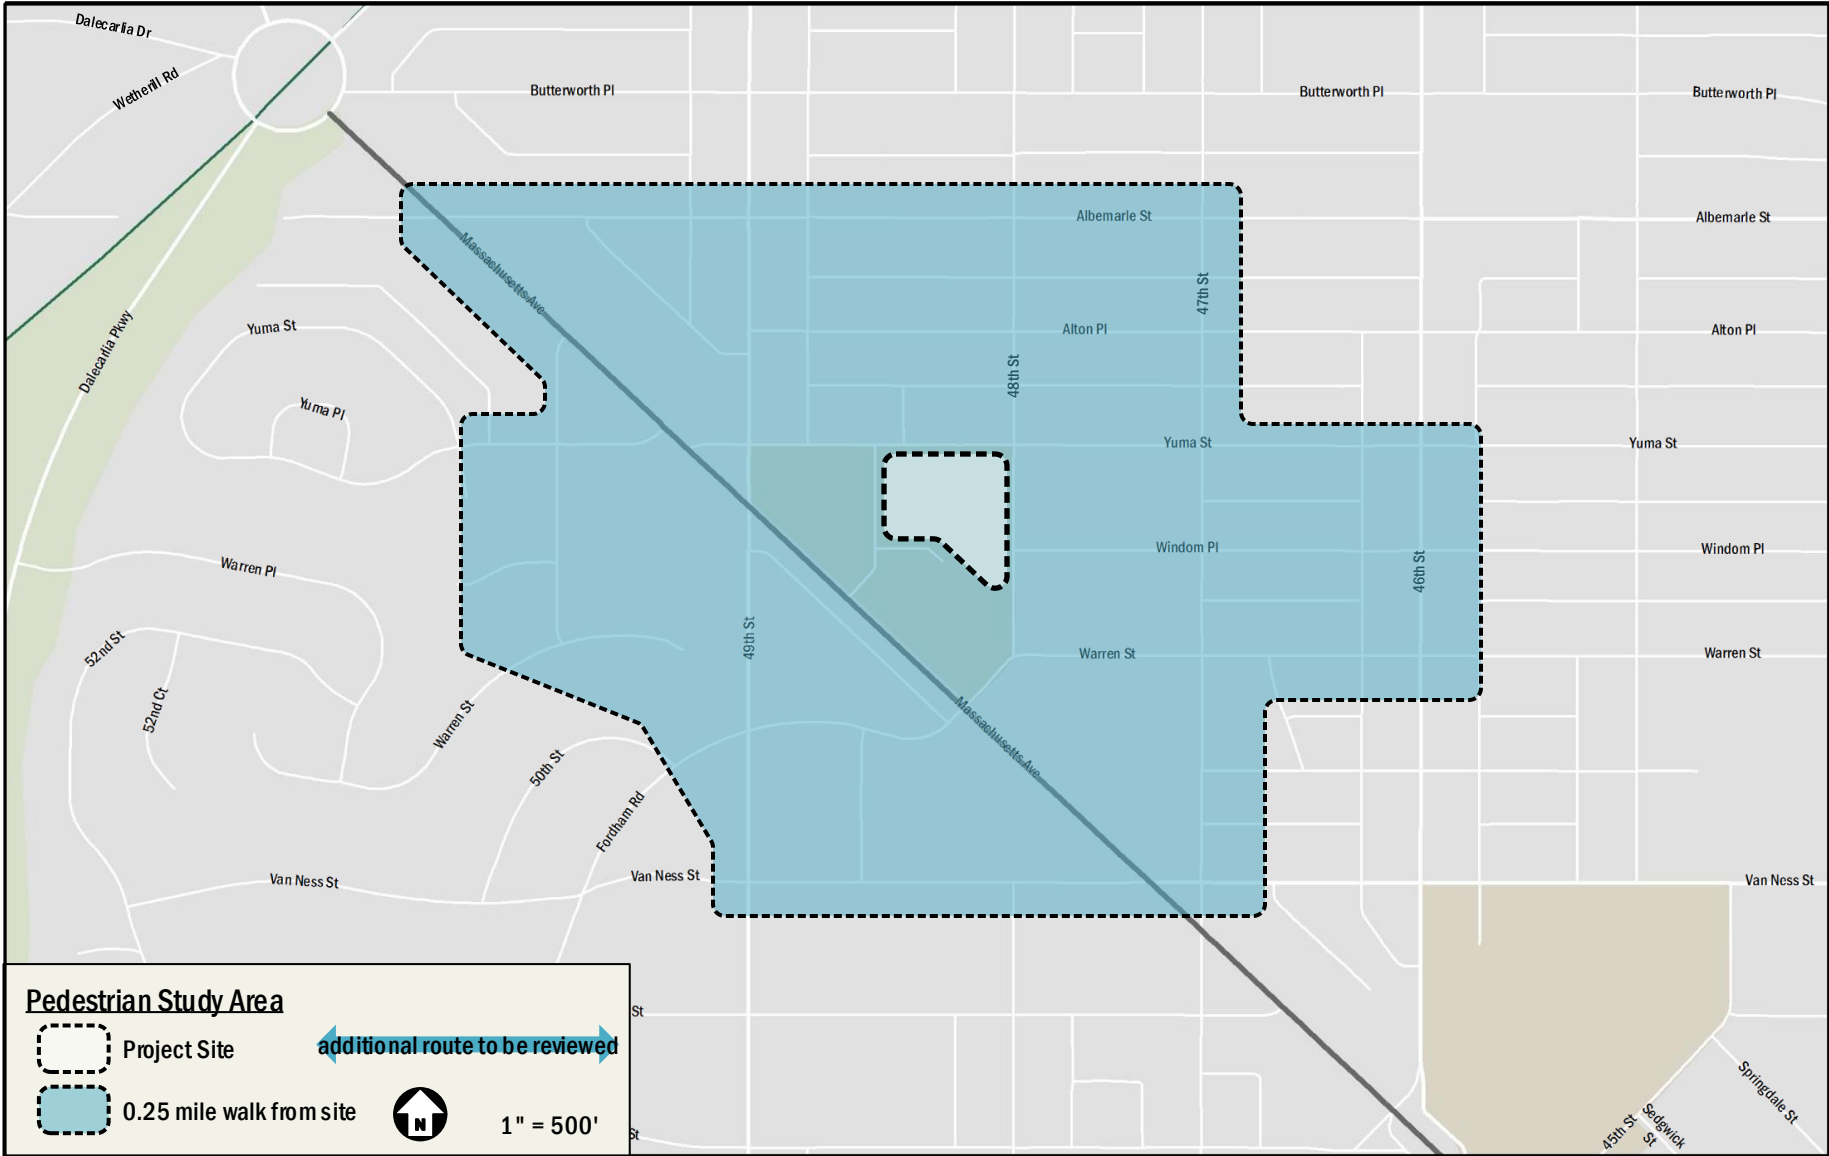 Dalecarlia Dr
Wetherill Rd
Butterworth Pl
Butterworth Pl
Butterworth Pl
Albemarle St
Albemarle St
Massachusetts Ave
47th St
Dalecarlia Pkwy
Yuma St
Alton Pl
Alton Pl
48th St
Yuma Pl
Yuma St
Yuma St
Warren Pl
Windom Pl
Windom Pl
46th St
49th St
52nd St
Warren St
Warren St
52nd Ct
Warren St
Massachusetts Ave
50th St
Fordham Rd
Van Ness St
Van Ness St
Van Ness St
Pedestrian Study Area
St
Project Site
additional route to be reviewed
0.25 mile walk from site
N
1" = 500'
St
Springdale St
45th St
Sedgwick
St